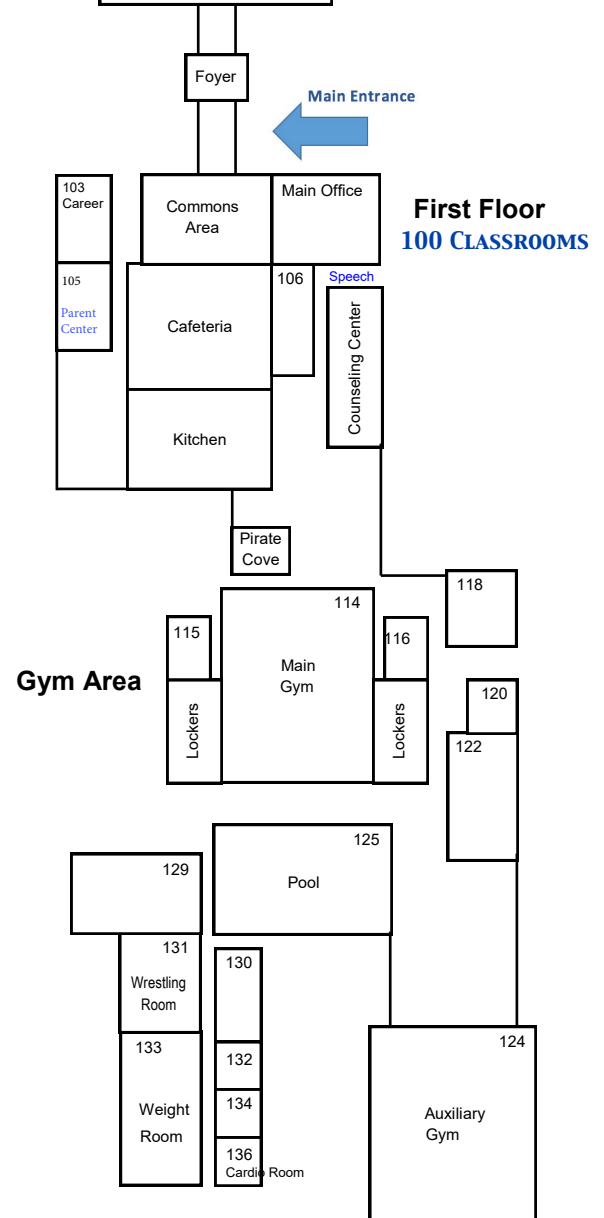 Foyer
Main Entrance
103
Career
Commons
Area
Main Office
First Floor
100 Classrooms
105
Parent
Center
Cafeteria
106
Speech
Counseling Center
Kitchen
Pirate
Cove
118
114
115
116
Main
Gym
Gym Area
Lockers
Lockers
120
122
125
Pool
129
131
Wrestling
Room
130
133
132
134
Weight
Room
136
Cardio Room
124
Auxiliary
Gym